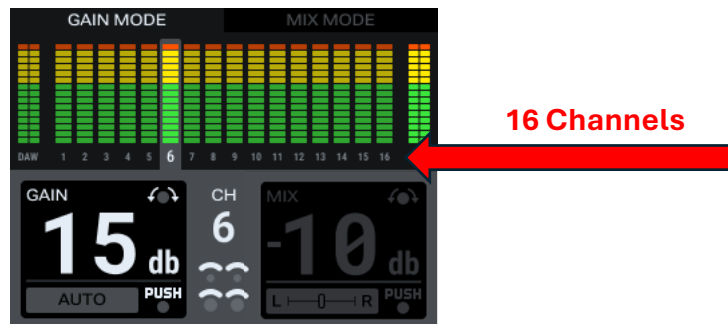 GAIN MODE MIX MODE
16 Channels
DAW 1 2 3 4 5 6 7 8 9 10 11 12 13 14 15 16
GAIN CH MIX
15 db 6 -10 db
AUTO PUSH L R PUSH